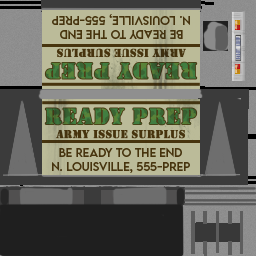 N. LOUISVILLE, 555-PREP
BE READY TO THE END
ARMY ISSUE SURPLUS
READY PREP
READY PREP
ARMY ISSUE SURPLUS
BE READY TO THE END
N. LOUISVILLE, 555-PREP